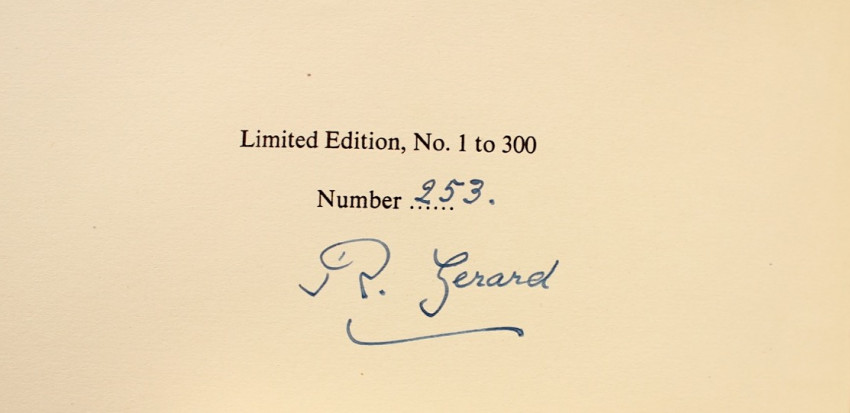 Limited Edition, No. 1 to 300
Number ...... 253.
R. Gerard